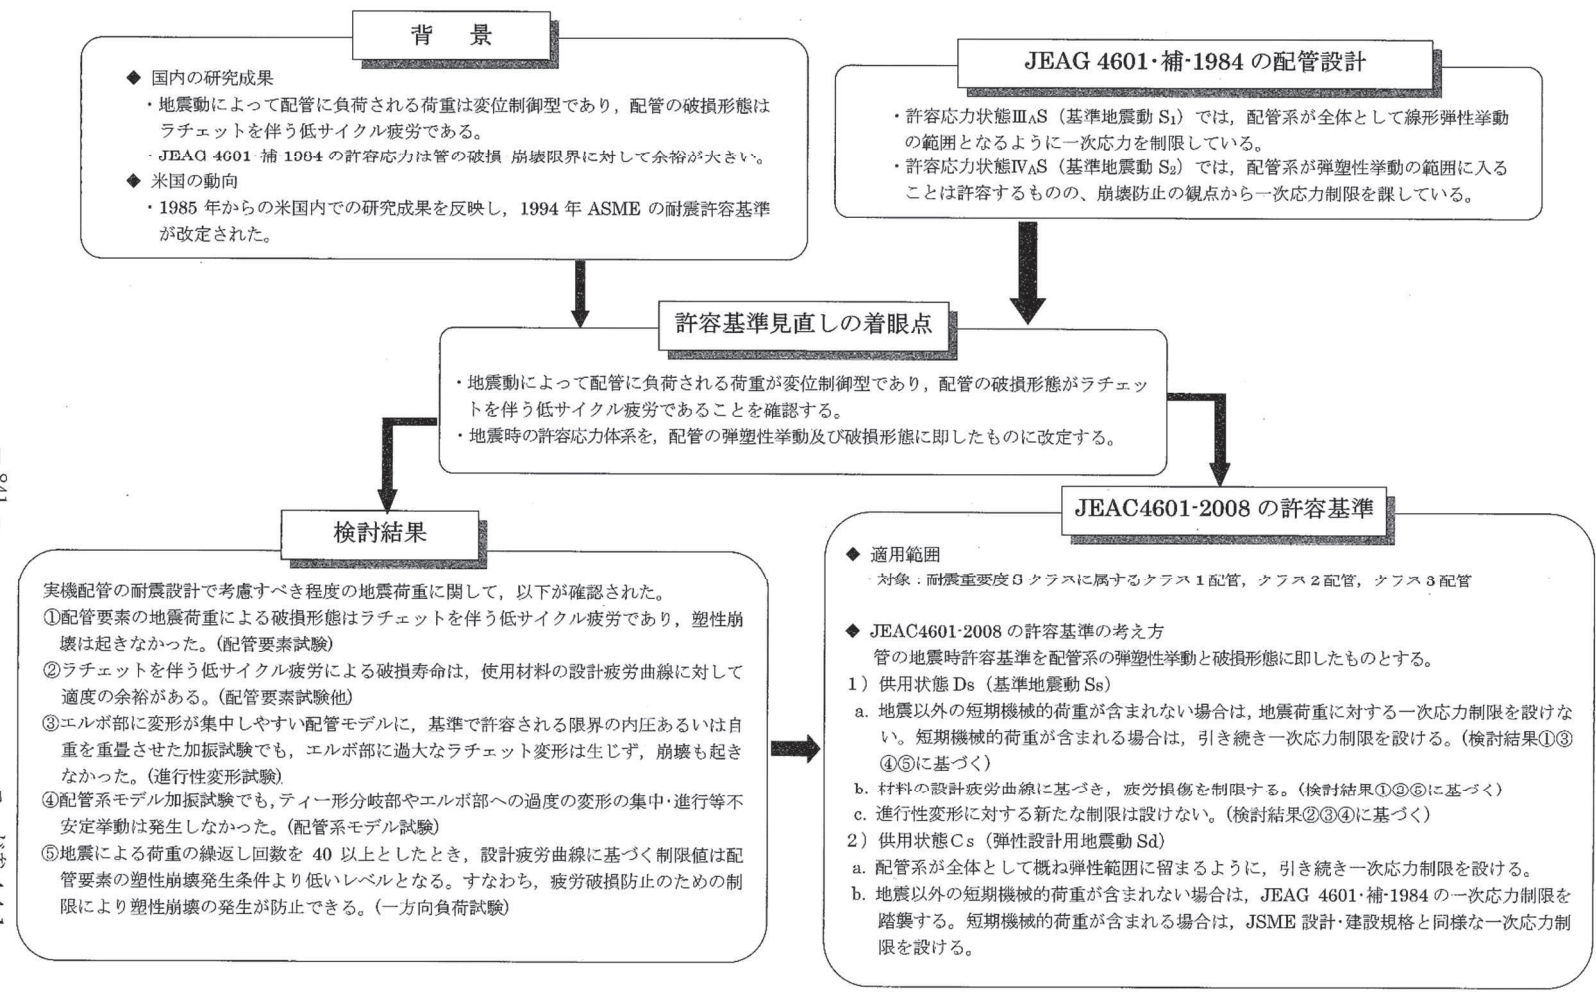 背 景
◆ 国内の研究成果
・地震動によって配管に負荷される荷重は変位制御型であり，配管の破損形態は
ラチェットを伴う低サイクル疲労である。
・JEAG 4601・補-1984 の許容応力は管の破損・崩壊限界に対して余裕が大きい。
◆ 米国の動向
・1985 年からの米国内での研究成果を反映し，1994 年 ASME の耐震許容基準
が改定された。
JEAG 4601・補-1984 の配管設計
・許容応力状態ⅢAS（基準地震動 S1）では，配管系が全体として線形弾性挙動
の範囲となるように一次応力を制限している。
・許容応力状態ⅣAS（基準地震動 S2）では，配管系が弾塑性挙動の範囲に入る
ことは許容するものの、崩壊防止の観点から一次応力制限を課している。
許容基準見直しの着眼点
・地震動によって配管に負荷される荷重が変位制御型であり，配管の破損形態がラチェッ
トを伴う低サイクル疲労であることを確認する。
・地震時の許容応力体系を，配管の弾塑性挙動及び破損形態に即したものに改定する。
検討結果
実機配管の耐震設計で考慮すべき程度の地震荷重に関して，以下が確認された。
①配管要素の地震荷重による破損形態はラチェットを伴う低サイクル疲労であり，塑性崩
壊は起きなかった。（配管要素試験）
②ラチェットを伴う低サイクル疲労による破損寿命は，使用材料の設計疲労曲線に対して
適度の余裕がある。（配管要素試験他）
③エルボ部に変形が集中しやすい配管モデルに，基準で許容される限界の内圧あるいは自
重を重畳させた加振試験でも，エルボ部に過大なラチェット変形は生じず，崩壊も起き
なかった。（進行性変形試験）
④配管系モデル加振試験でも，ティー形分岐部やエルボ部への過度の変形の集中・進行等不
安定挙動は発生しなかった。（配管系モデル試験）
⑤地震による荷重の繰返し回数を 40 以上としたとき，設計疲労曲線に基づく制限値は配
管要素の塑性崩壊発生条件より低いレベルとなる。すなわち，疲労破損防止のための制
限により塑性崩壊の発生が防止できる。（一方向負荷試験）
JEAC4601-2008 の許容基準
◆ 適用範囲
・対象：耐震重要度 S クラスに属するクラス 1 配管，クラス 2 配管，クラス 3 配管
◆ JEAC4601-2008 の許容基準の考え方
管の地震時許容基準を配管系の弾塑性挙動と破損形態に即したものとする。
1）供用状態 Ds（基準地震動 Ss）
a. 地震以外の短期機械的荷重が含まれない場合は，地震荷重に対する一次応力制限を設けな
い。短期機械的荷重が含まれる場合は，引き続き一次応力制限を設ける。（検討結果①③
④⑤に基づく）
b. 材料の設計疲労曲線に基づき，疲労損傷を制限する。（検討結果①②⑤に基づく）
c. 進行性変形に対する新たな制限は設けない。（検討結果②③④に基づく）
2）供用状態Ｃs（弾性設計用地震動 Sd）
a. 配管系が全体として概ね弾性範囲に留まるように，引き続き一次応力制限を設ける。
b. 地震以外の短期機械的荷重が含まれない場合は，JEAG 4601・補-1984 の一次応力制限を
踏襲する。短期機械的荷重が含まれる場合は，JSME 設計・建設規格と同様な一次応力制
限を設ける。